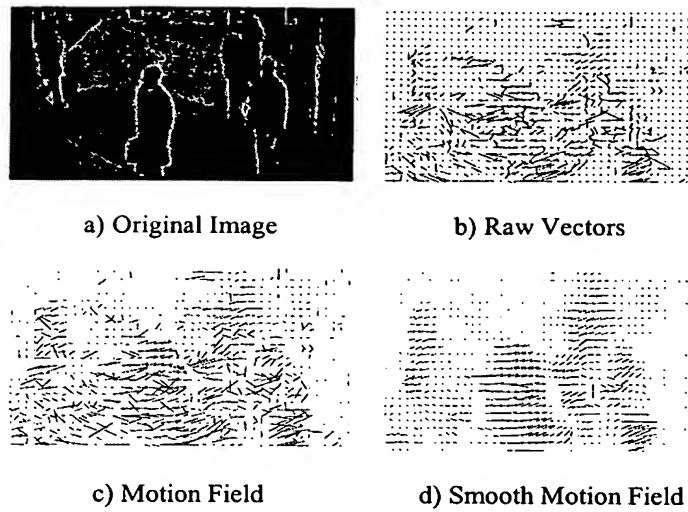 a) Original Image
b) Raw Vectors
c) Motion Field
d) Smooth Motion Field